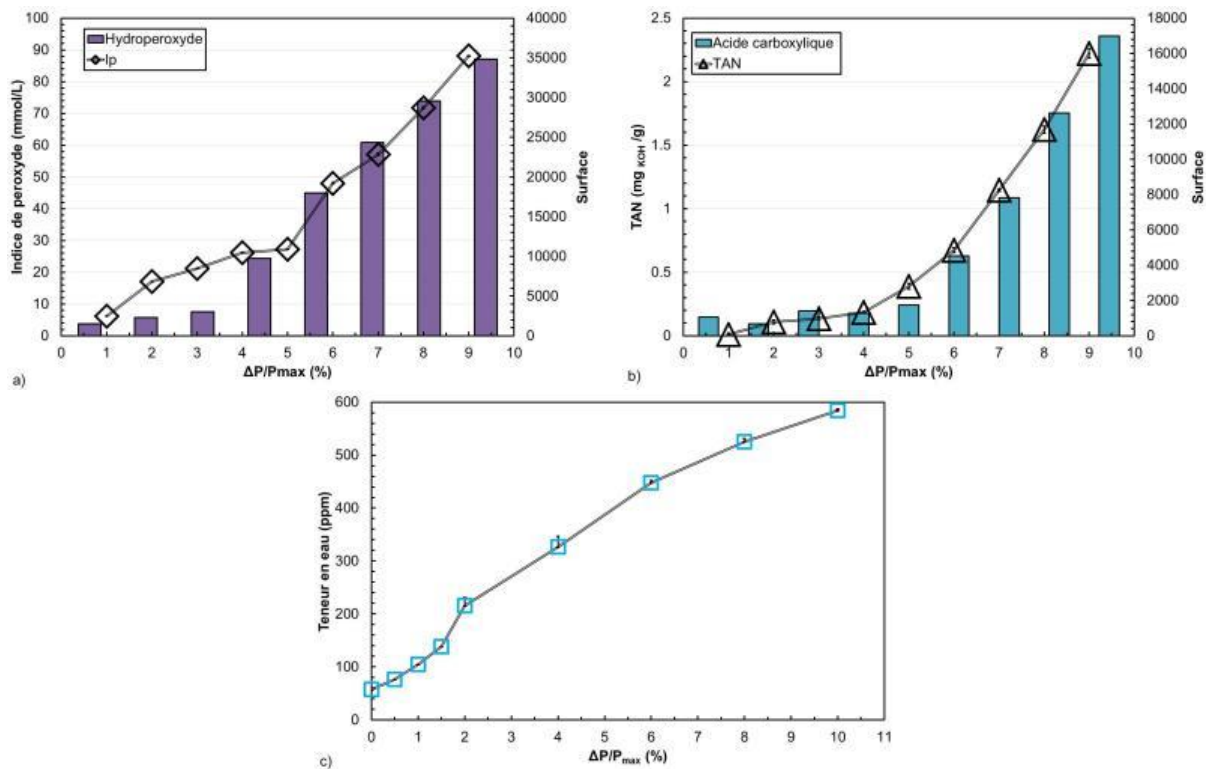 Hydroperoxyde
Ip
Indice de peroxyde (mmol/L)
100
90
80
70
60
50
40
30
20
10
0
40000
35000
30000
25000
20000
15000
10000
5000
0
Surface
0 1 2 3 4 5 6 7 8 9 10
ΔP/Pmax (%)
a)
Acide carboxylique
TAN
TAN (mg KOH /g)
2.5
2
1.5
1
0.5
0
18000
16000
14000
12000
10000
8000
6000
4000
2000
0
Surface
0 1 2 3 4 5 6 7 8 9 10
ΔP/Pmax (%)
b)
Teneur en eau (ppm)
600
500
400
300
200
100
0
0 1 2 3 4 5 6 7 8 9 10 11
ΔP/Pmax (%)
c)